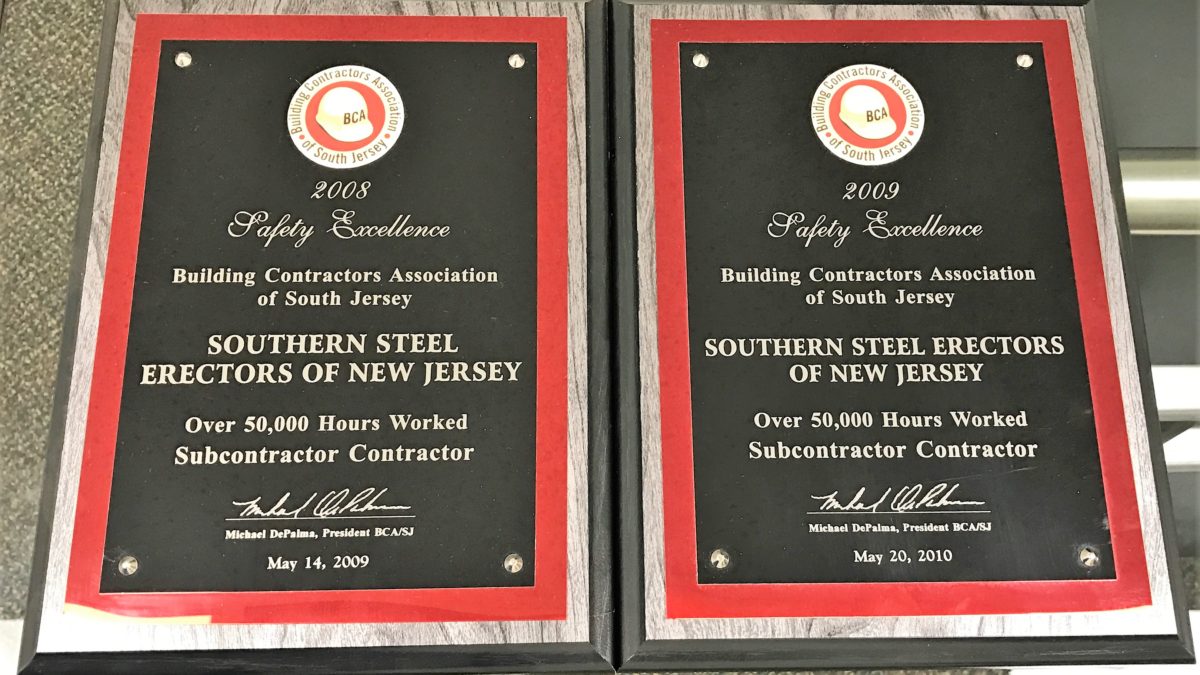 Building Contractors Association
of South Jersey
BCA
2008
Safety Excellence
Building Contractors Association
of South Jersey
SOUTHERN STEEL
ERECTORS OF NEW JERSEY
Over 50,000 Hours Worked
Subcontractor Contractor
Michael DePalma, President BCA/SJ
May 14, 2009
Building Contractors Association
of South Jersey
BCA
2009
Safety Excellence
Building Contractors Association
of South Jersey
SOUTHERN STEEL ERECTORS
OF NEW JERSEY
Over 50,000 Hours Worked
Subcontractor Contractor
Michael DePalma, President BCA/SJ
May 20, 2010